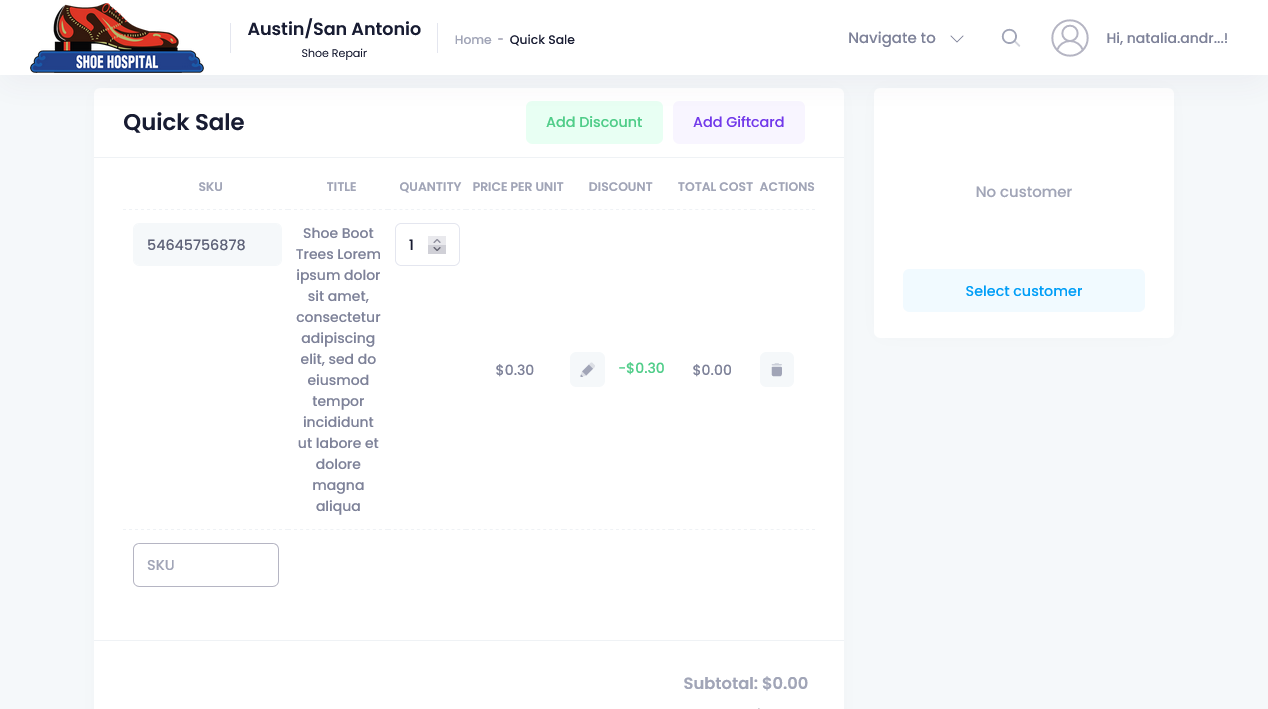 SHOE HOSPITAL
Austin/San Antonio
Shoe Repair
Home - Quick Sale
Navigate to
Hi, natalia.andr...!
Quick Sale
Add Discount
Add Giftcard
SKU
TITLE
QUANTITY
PRICE PER UNIT
DISCOUNT
TOTAL COST
ACTIONS
54645756878
Shoe Boot
Trees Lorem
ipsum dolor
sit amet,
consectetur
adipiscing
elit, sed do
eiusmod
tempor
incididunt
ut labore et
dolore
magna
aliqua
1
$0.30
-$0.30
$0.00
SKU
Subtotal: $0.00
No customer
Select customer